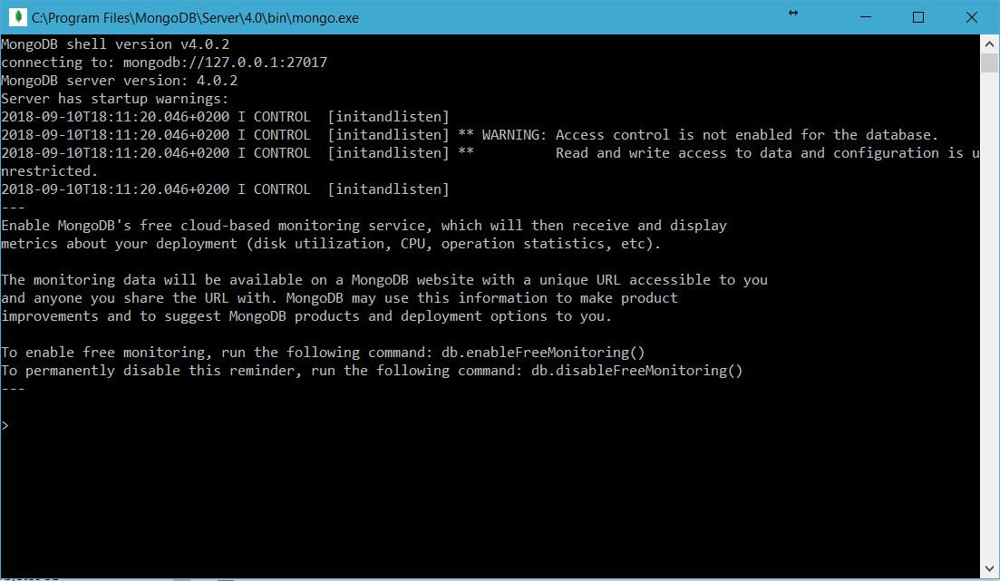 C:\Program Files\MongoDB\Server\4.0\bin\mongo.exe
MongoDB shell version v4.0.2
connecting to: mongodb://127.0.0.1:27017
MongoDB server version: 4.0.2
Server has startup warnings:
2018-09-10T18:11:20.046+0200 I CONTROL  [initandlisten]
2018-09-10T18:11:20.046+0200 I CONTROL  [initandlisten] ** WARNING: Access control is not enabled for the database.
2018-09-10T18:11:20.046+0200 I CONTROL  [initandlisten] **          Read and write access to data and configuration is u
nrestricted.
2018-09-10T18:11:20.046+0200 I CONTROL  [initandlisten]
---
Enable MongoDB's free cloud-based monitoring service, which will then receive and display
metrics about your deployment (disk utilization, CPU, operation statistics, etc).
The monitoring data will be available on a MongoDB website with a unique URL accessible to you
and anyone you share the URL with. MongoDB may use this information to make product
improvements and to suggest MongoDB products and deployment options to you.
To enable free monitoring, run the following command: db.enableFreeMonitoring()
To permanently disable this reminder, run the following command: db.disableFreeMonitoring()
---
>